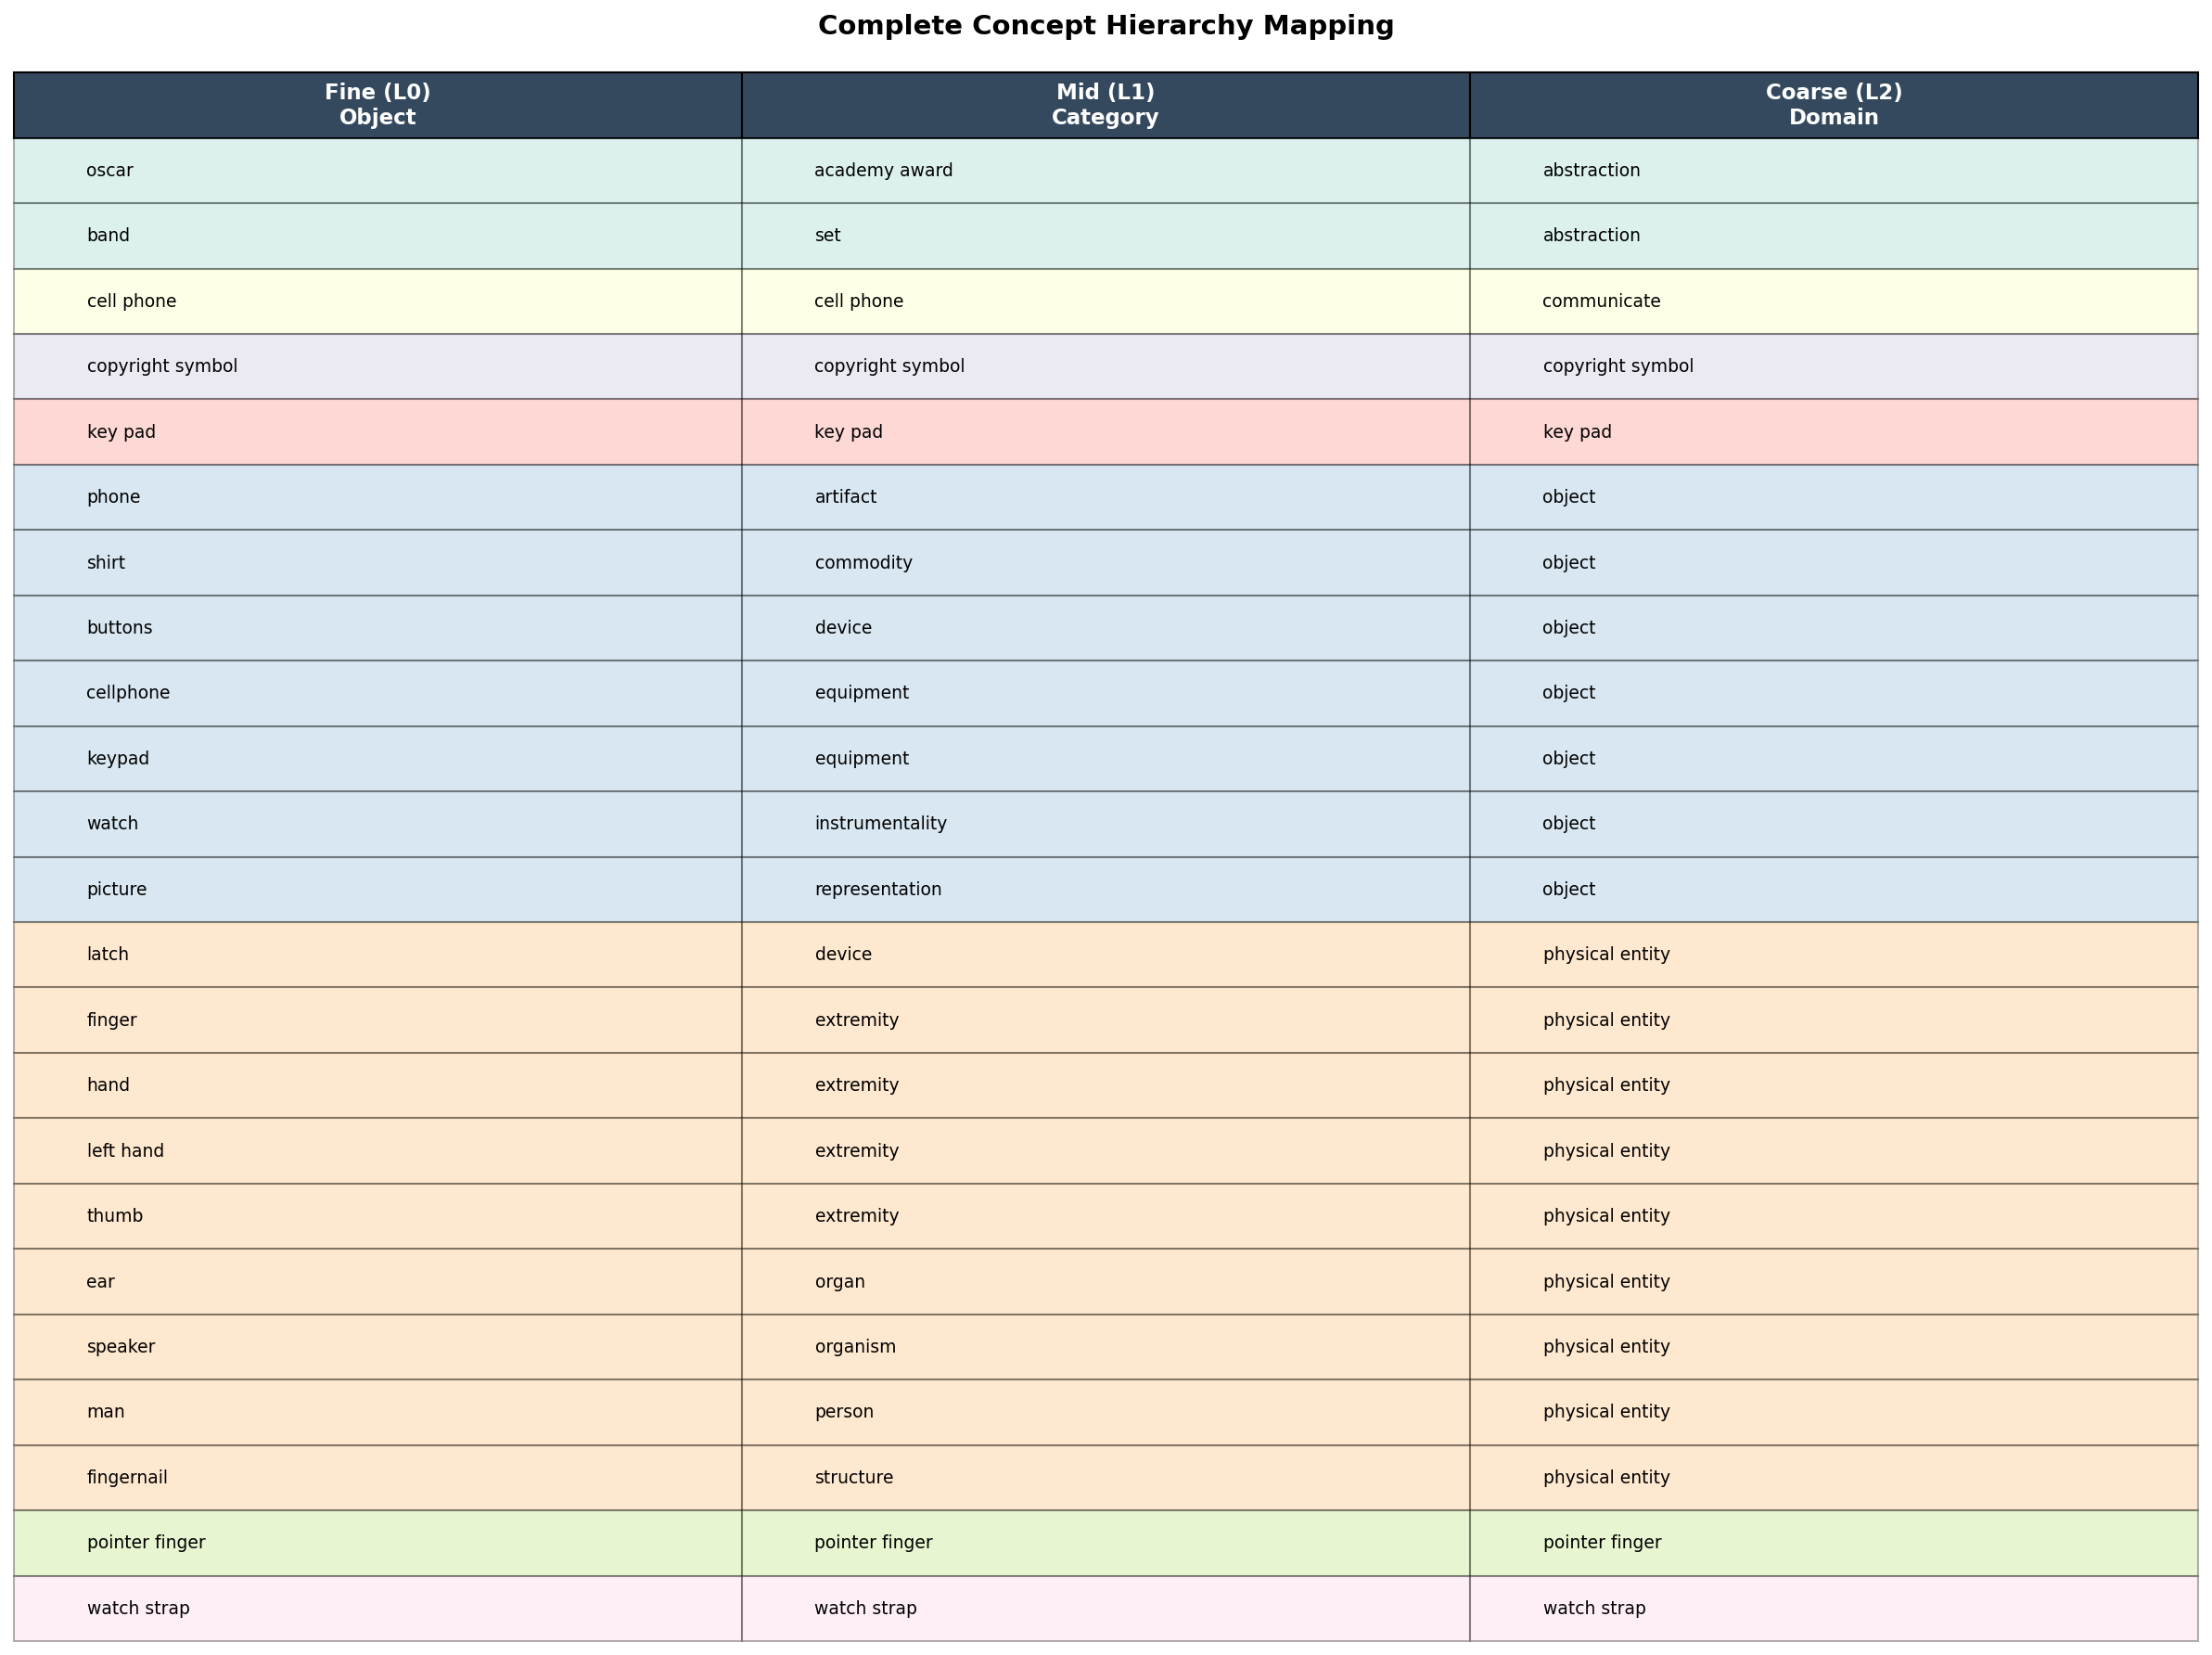 Complete Concept Hierarchy Mapping
Fine (L0) Mid (L1) Coarse (L2)
Object Category Domain
oscar academy award abstraction
band set abstraction
cell phone cell phone communicate
copyright symbol copyright symbol copyright symbol
key pad key pad key pad
phone artifact object
shirt commodity object
buttons device object
cellphone equipment object
keypad equipment object
watch instrumentality object
picture representation object
latch device physical entity
finger extremity physical entity
hand extremity physical entity
left hand extremity physical entity
thumb extremity physical entity
ear organ physical entity
speaker organism physical entity
man person physical entity
fingernail structure physical entity
pointer finger pointer finger pointer finger
watch strap watch strap watch strap